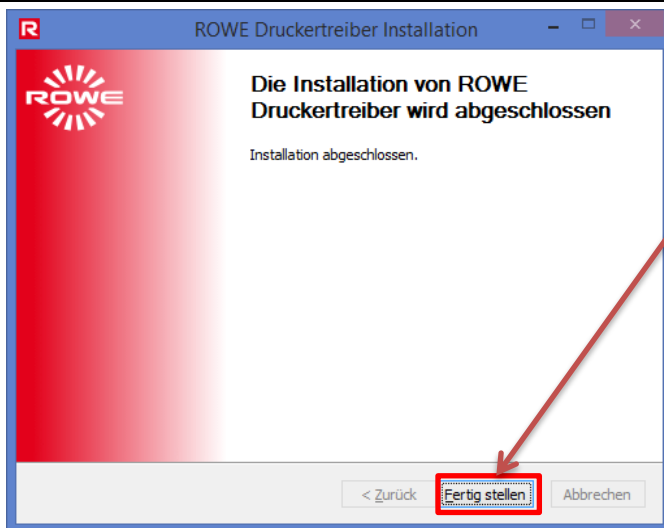 R ROWE Druckertreiber Installation
ROWE
Die Installation von ROWE
Druckertreiber wird abgeschlossen
Installation abgeschlossen.
< Zurück Fertig stellen Abbrechen